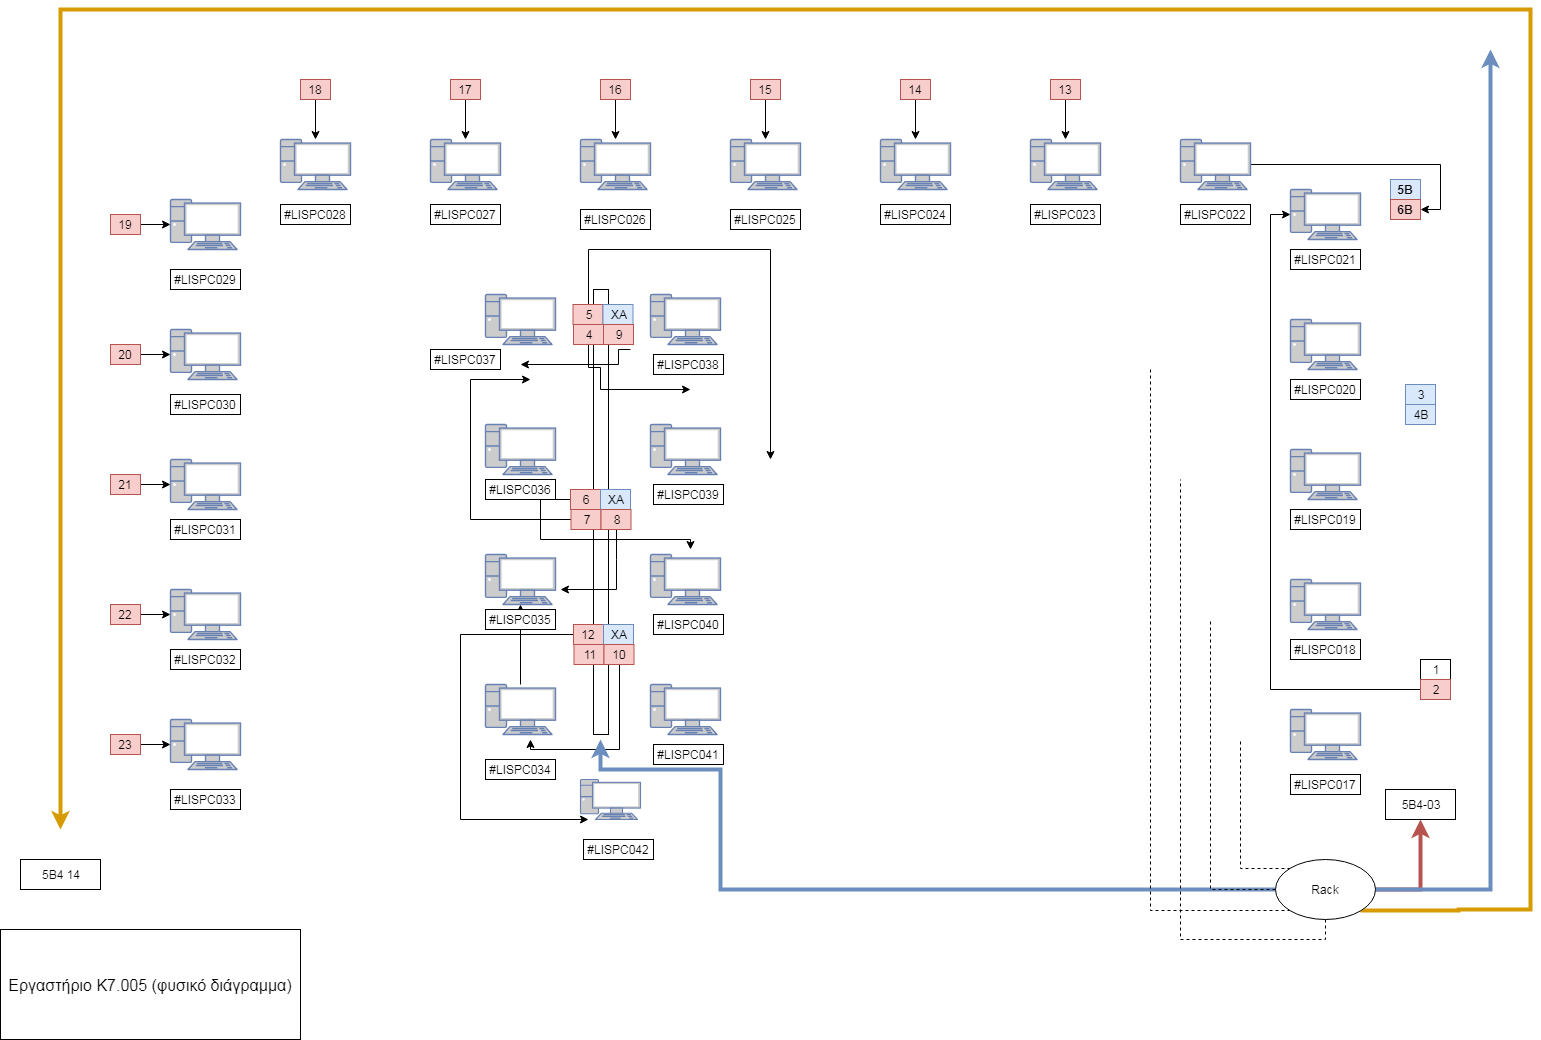 18
17
16
15
14
13
#LISPC028
#LISPC027
#LISPC026
#LISPC025
#LISPC024
#LISPC023
#LISPC022
5B
6B
19
#LISPC029
#LISPC021
5
XA
4
9
#LISPC037
#LISPC038
20
#LISPC030
#LISPC020
3
4B
21
#LISPC031
#LISPC036
#LISPC039
6
XA
7
8
#LISPC019
22
#LISPC032
#LISPC035
#LISPC040
12
XA
11
10
#LISPC018
1
2
23
#LISPC033
#LISPC034
#LISPC041
#LISPC042
#LISPC017
5B4-03
5B4 14
Rack
Εργαστήριο Κ7.005 (φυσικό διάγραμμα)